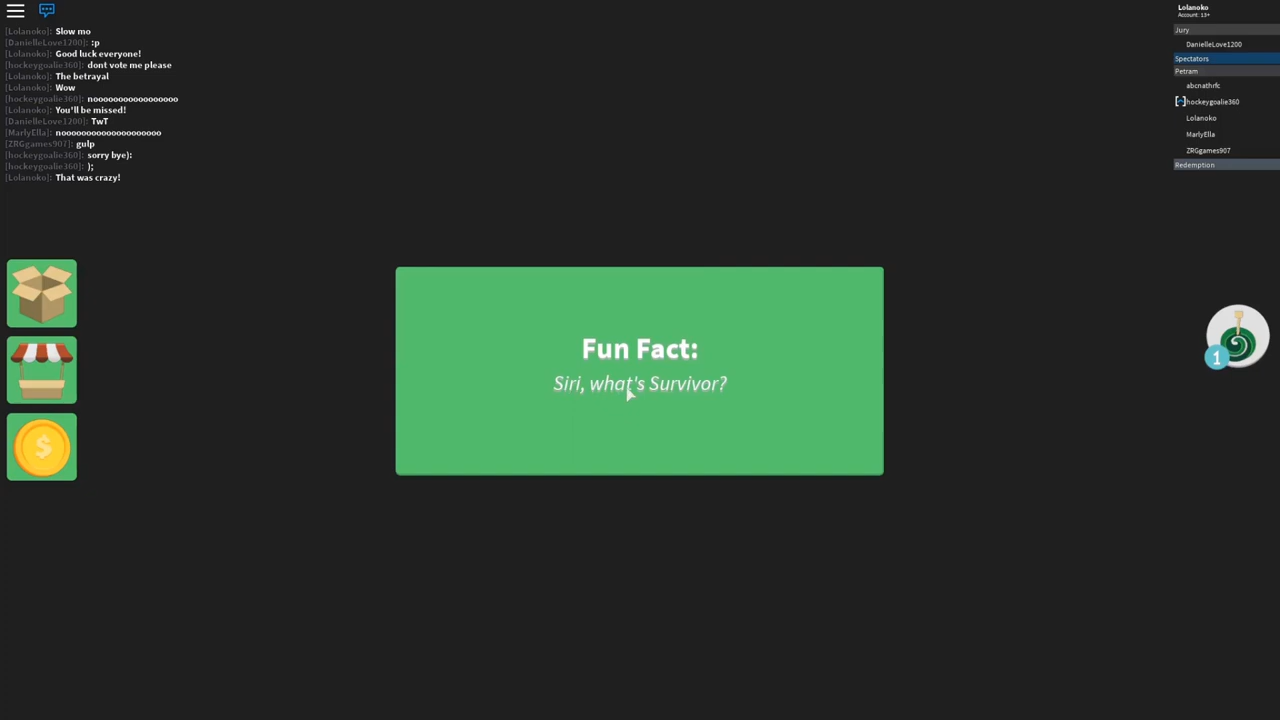 [Lolanoko]: Slow mo
[DanielleLove1200]: :p
[Lolanoko]: Good luck everyone!
[hockeygoalie360]: dont vote me please
[Lolanoko]: The betrayal
[Lolanoko]: Wow
[hockeygoalie360]: noooooooooooooooo
[Lolanoko]: You'll be missed!
[DanielleLove1200]: TwT
[MarlyElla]: nooooooooooooooooooo
[ZRGgames907]: gulp
[hockeygoalie360]: sorry bye):
[hockeygoalie360]: );
[Lolanoko]: That was crazy!
Fun Fact:
Siri, what's Survivor?
Lolanoko
Account: 13+
Jury
DanielleLove1200
Spectators
Petram
abcnathrfc
hockeygoalie360
Lolanoko
MarlyElla
ZRGgames907
Redemption
1